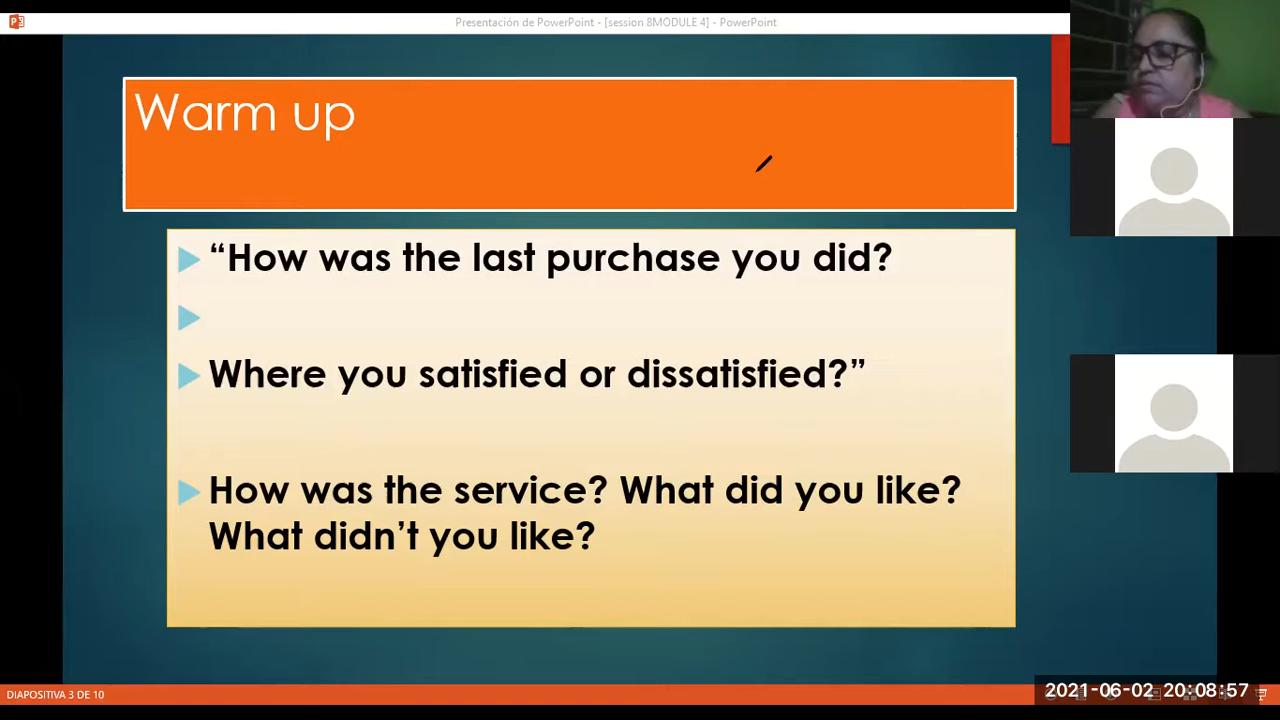 Presentación de PowerPoint - [session 8MODULE 4] - PowerPoint
Warm up
“How was the last purchase you did?
Where you satisfied or dissatisfied?”
How was the service? What did you like?
What didn’t you like?
DIAPOSITIVA 3 DE 10
2021-06-02 20:08:57